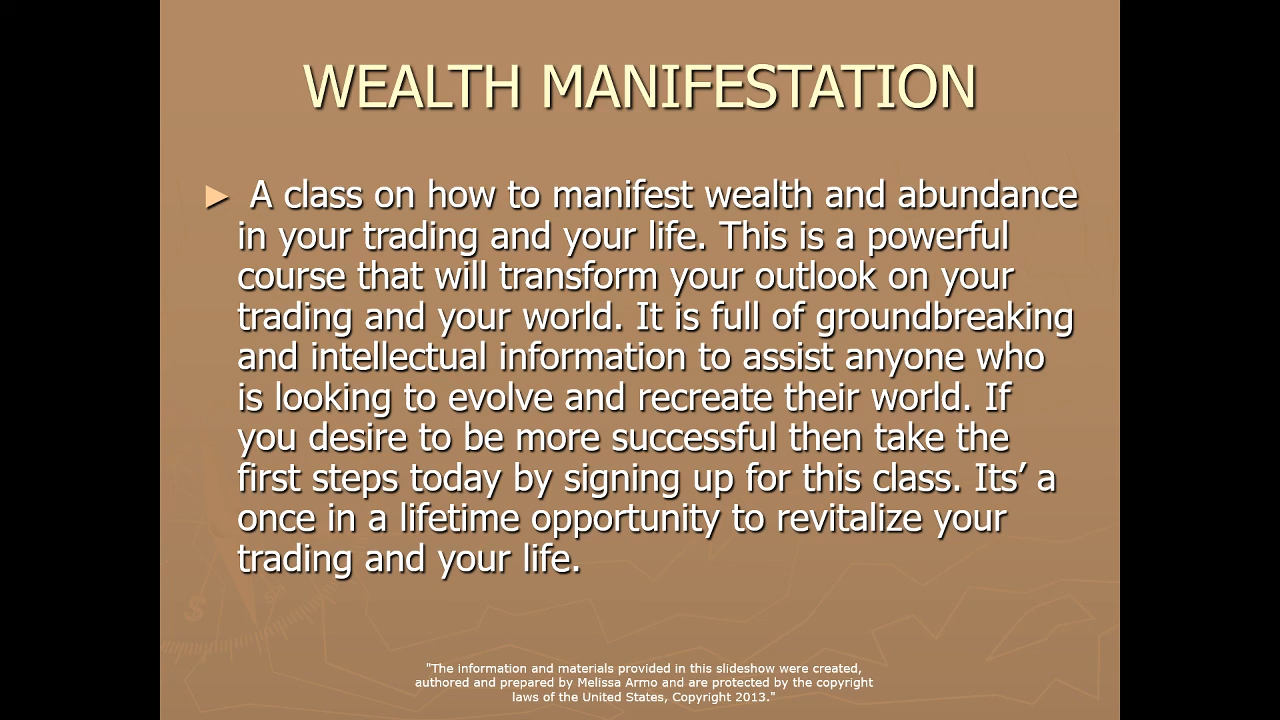 WEALTH MANIFESTATION
► A class on how to manifest wealth and abundance
in your trading and your life. This is a powerful
course that will transform your outlook on your
trading and your world. It is full of groundbreaking
and intellectual information to assist anyone who
is looking to evolve and recreate their world. If
you desire to be more successful then take the
first steps today by signing up for this class. Its’ a
once in a lifetime opportunity to revitalize your
trading and your life.
"The information and materials provided in this slideshow were created,
authored and prepared by Melissa Armo and are protected by the copyright
laws of the United States, Copyright 2013."